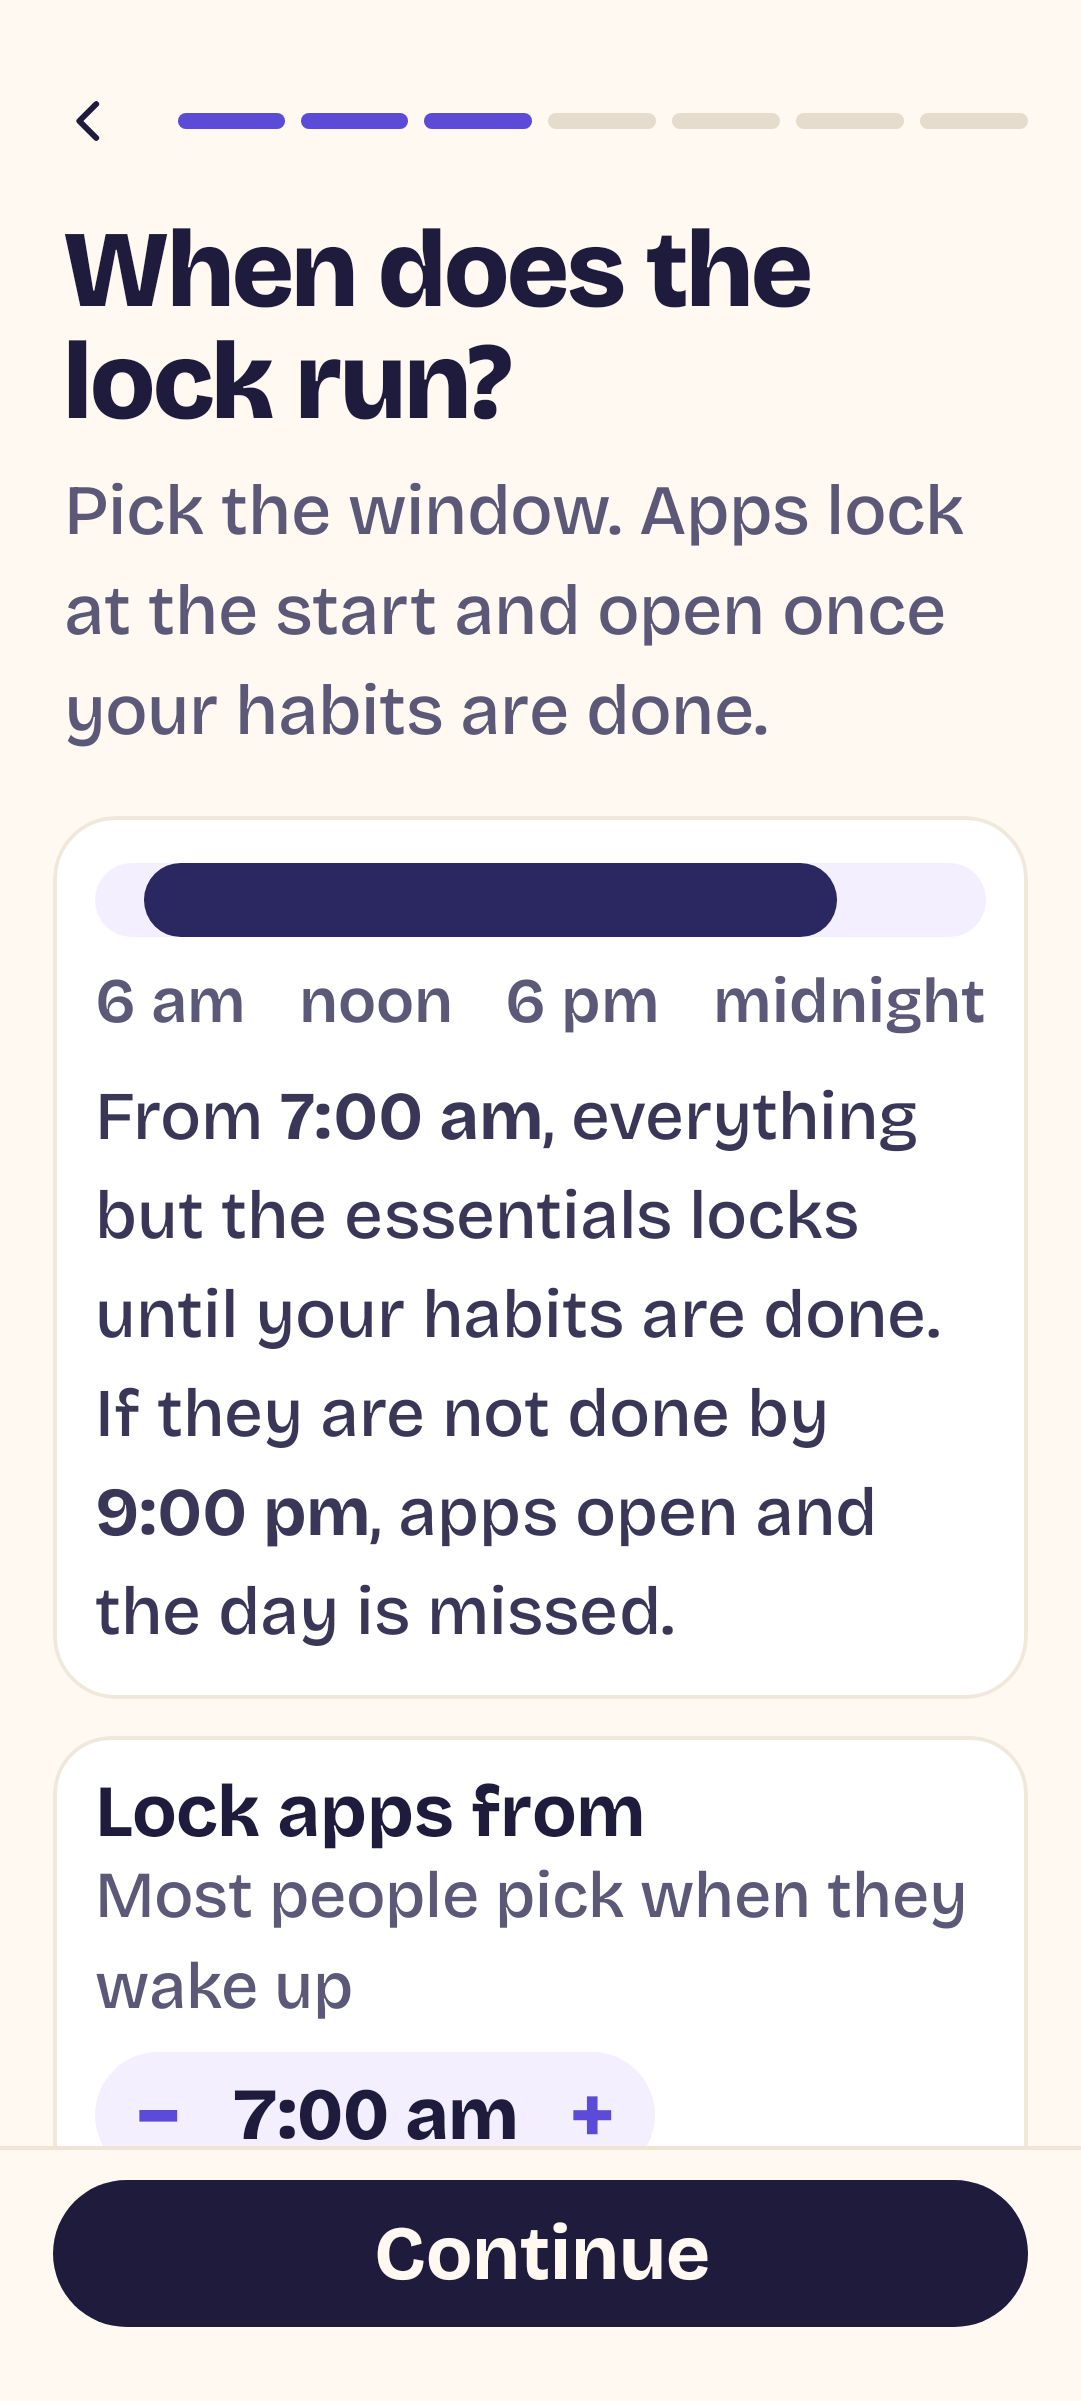 When does the
lock run?
Pick the window. Apps lock
at the start and open once
your habits are done.
6 am noon 6 pm midnight
From 7:00 am, everything
but the essentials locks
until your habits are done.
If they are not done by
9:00 pm, apps open and
the day is missed.
Lock apps from
Most people pick when they
wake up
− 7:00 am +
Continue